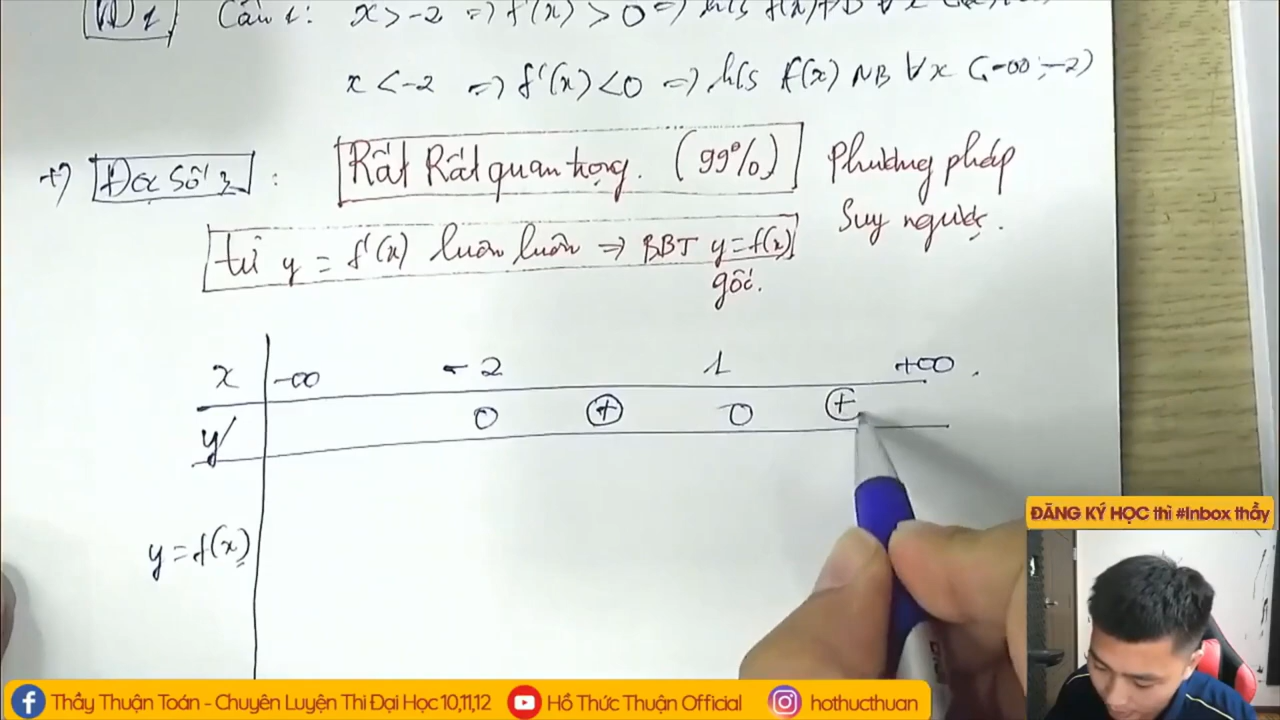 VD1 Câu 1: x > -2 => f'(x) > 0 => h/s f(x) ĐB ∀x
x < -2 => f'(x) < 0 => h/s f(x) NB ∀x (-∞; -2)
+) Đọc số 3 : Rất Rất quan trọng. (99%) Phương pháp
Suy ngược.
từ y = f'(x) luôn luôn => BBT y = f(x)
gốc.
x -∞ -2 1 +∞ .
y' 0 + 0 +
y = f(x)
ĐĂNG KÝ HỌC thì #Inbox thầy
Thầy Thuận Toán - Chuyên Luyện Thi Đại Học 10,11,12 Hồ Thức Thuận Official hothucthuan